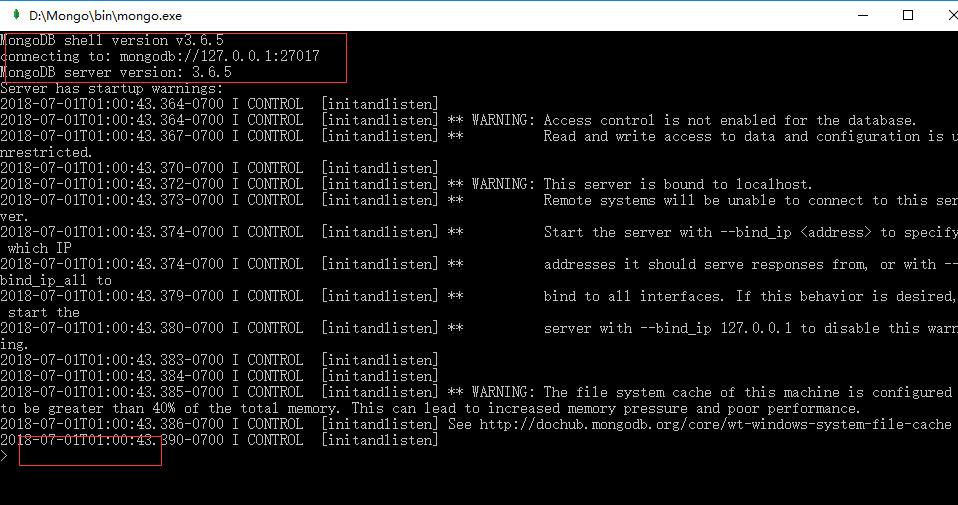 D:\Mongo\bin\mongo.exe
MongoDB shell version v3.6.5
connecting to: mongodb://127.0.0.1:27017
MongoDB server version: 3.6.5
Server has startup warnings:
2018-07-01T01:00:43.364-0700 I CONTROL  [initandlisten]
2018-07-01T01:00:43.364-0700 I CONTROL  [initandlisten] ** WARNING: Access control is not enabled for the database.
2018-07-01T01:00:43.367-0700 I CONTROL  [initandlisten] **          Read and write access to data and configuration is u
nrestricted.
2018-07-01T01:00:43.370-0700 I CONTROL  [initandlisten]
2018-07-01T01:00:43.372-0700 I CONTROL  [initandlisten] ** WARNING: This server is bound to localhost.
2018-07-01T01:00:43.373-0700 I CONTROL  [initandlisten] **          Remote systems will be unable to connect to this ser
ver.
2018-07-01T01:00:43.374-0700 I CONTROL  [initandlisten] **          Start the server with --bind_ip <address> to specify
 which IP
2018-07-01T01:00:43.374-0700 I CONTROL  [initandlisten] **          addresses it should serve responses from, or with --
bind_ip_all to
2018-07-01T01:00:43.379-0700 I CONTROL  [initandlisten] **          bind to all interfaces. If this behavior is desired,
 start the
2018-07-01T01:00:43.380-0700 I CONTROL  [initandlisten] **          server with --bind_ip 127.0.0.1 to disable this warn
ing.
2018-07-01T01:00:43.383-0700 I CONTROL  [initandlisten]
2018-07-01T01:00:43.384-0700 I CONTROL  [initandlisten]
2018-07-01T01:00:43.385-0700 I CONTROL  [initandlisten] ** WARNING: The file system cache of this machine is configured
to be greater than 40% of the total memory. This can lead to increased memory pressure and poor performance.
2018-07-01T01:00:43.386-0700 I CONTROL  [initandlisten] See http://dochub.mongodb.org/core/wt-windows-system-file-cache
2018-07-01T01:00:43.390-0700 I CONTROL  [initandlisten]
>